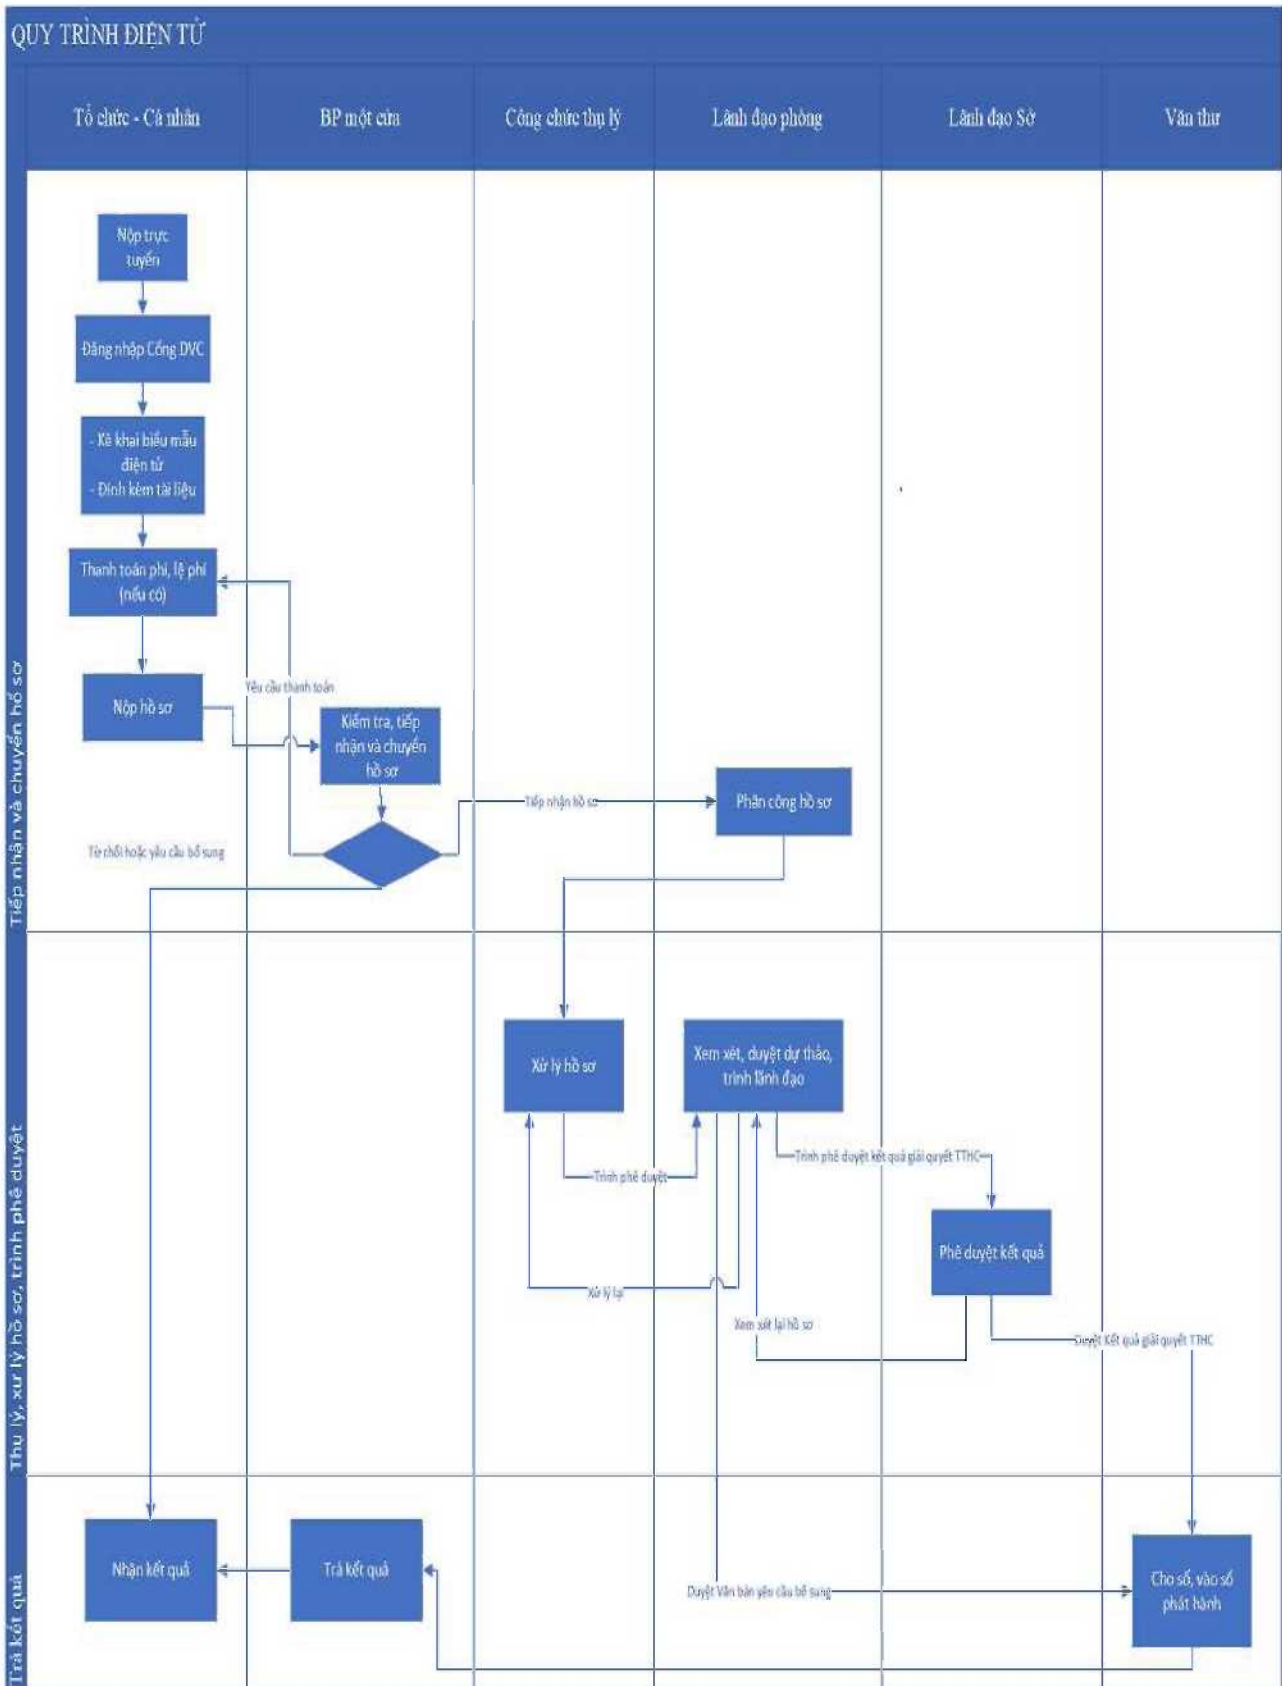 QUY TRÌNH ĐIỆN TỬ
Tổ chức - Cá nhân
BP một cửa
Công chức thụ lý
Lãnh đạo phòng
Lãnh đạo Sở
Văn thư
Tiếp nhận và chuyển hồ sơ
Nộp trực
tuyến
Đăng nhập Cổng DVC
- Kê khai biểu mẫu
điện tử
- Đính kèm tài liệu
Thanh toán phí, lệ phí
(nếu có)
Yêu cầu thanh toán
Nộp hồ sơ
Kiểm tra, tiếp
nhận và chuyển
hồ sơ
Tiếp nhận hồ sơ
Phân công hồ sơ
Từ chối hoặc yêu cầu bổ sung
Thụ lý, xử lý hồ sơ, trình phê duyệt
Xử lý hồ sơ
Xem xét, duyệt dự thảo,
trình lãnh đạo
Trình phê duyệt kết quả giải quyết TTHC
Trình phê duyệt
Phê duyệt kết quả
Xử lý lại
Xem xét lại hồ sơ
Duyệt Kết quả giải quyết TTHC
Trả kết quả
Nhận kết quả
Trả kết quả
Duyệt Văn bản yêu cầu bổ sung
Cho số, vào sổ
phát hành